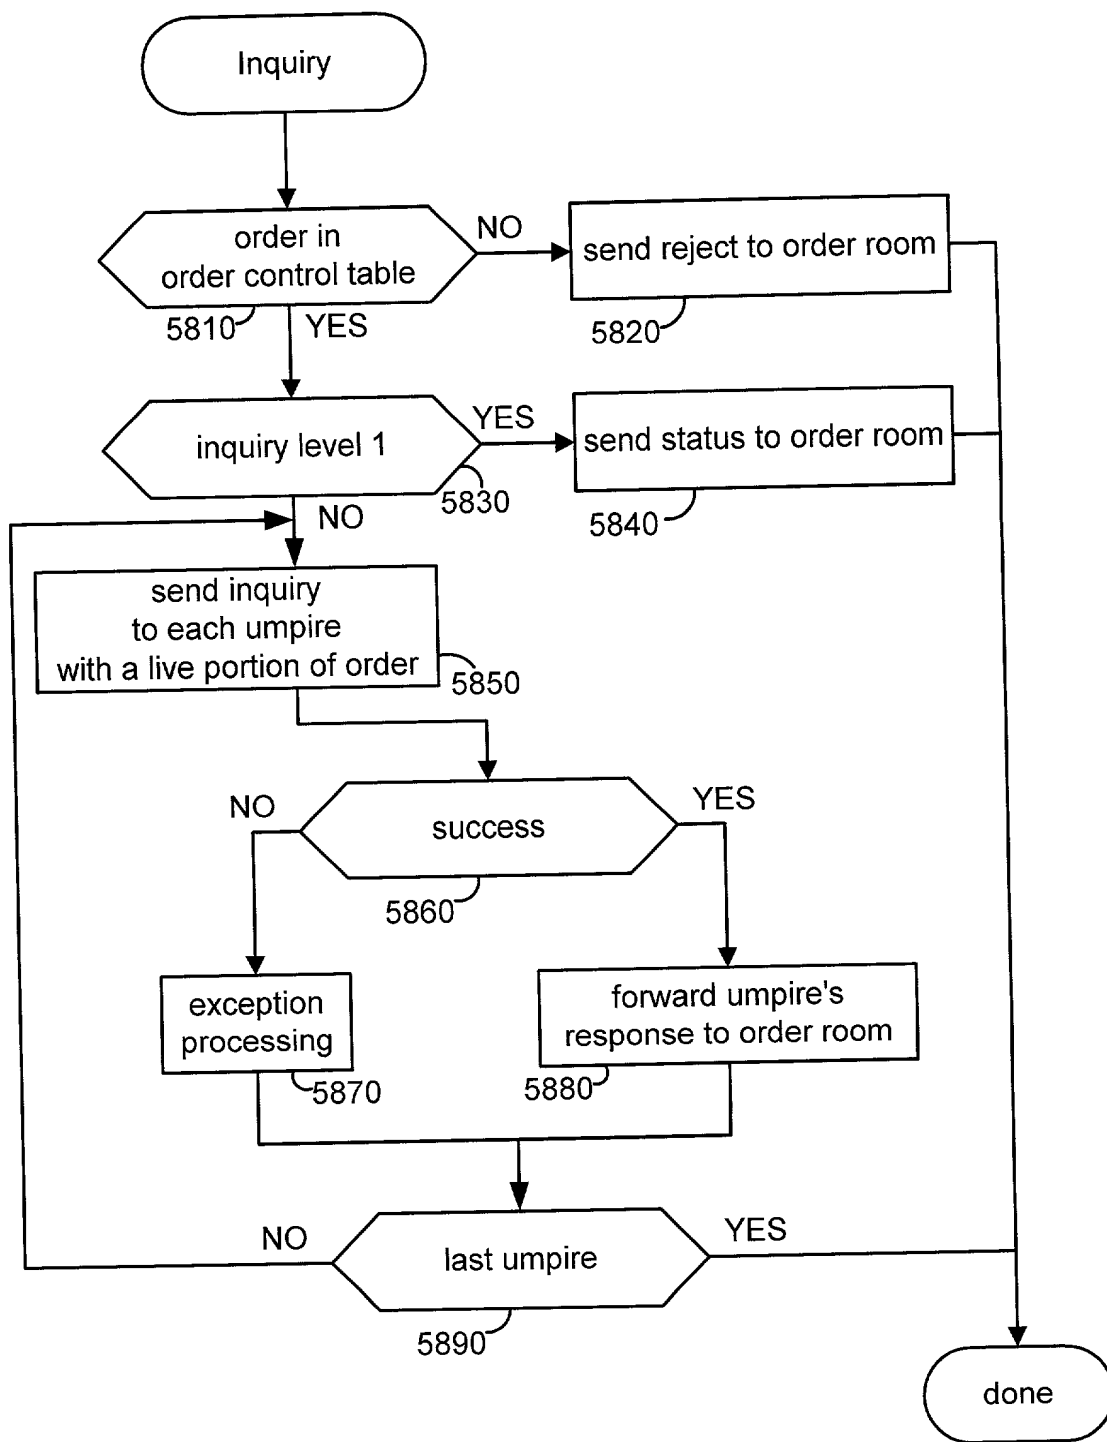 Inquiry
order in
order control table
NO
send reject to order room
5810
YES
5820
inquiry level 1
YES
send status to order room
5830
5840
NO
send inquiry
to each umpire
with a live portion of order
5850
NO
success
YES
5860
exception
processing
5870
forward umpire's
response to order room
5880
NO
last umpire
YES
5890
done